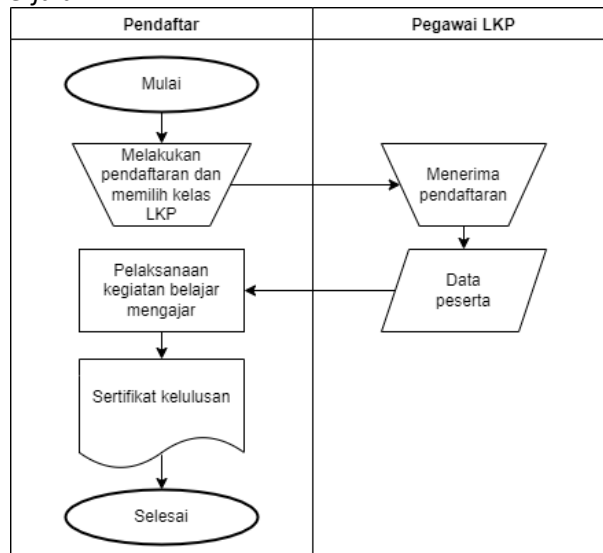 Pendaftar
Pegawai LKP
Mulai
Melakukan
pendaftaran dan
memilih kelas
LKP
Menerima
pendaftaran
Data
peserta
Pelaksanaan
kegiatan belajar
mengajar
Sertifikat kelulusan
Selesai